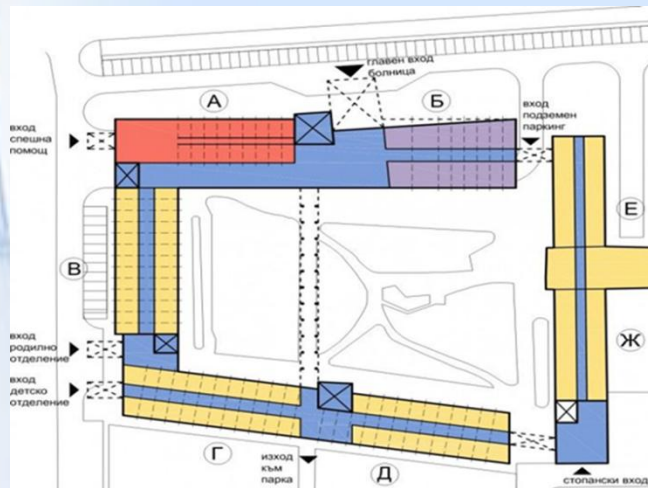 главен вход
болница
А
Б
вход
подземен
паркинг
вход
спешна
помощ
Е
В
вход
родилно
отделение
Ж
вход
детско
отделение
Г
изход
към
парка
Д
стопански вход